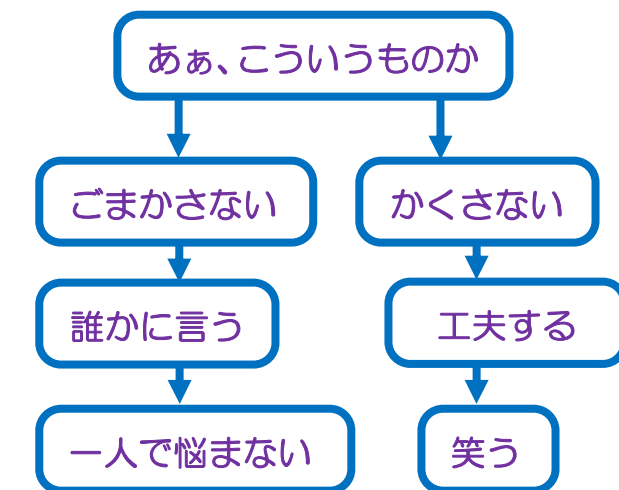 あぁ、こういうものか
ごまかさない
かくさない
誰かに言う
工夫する
一人で悩まない
笑う